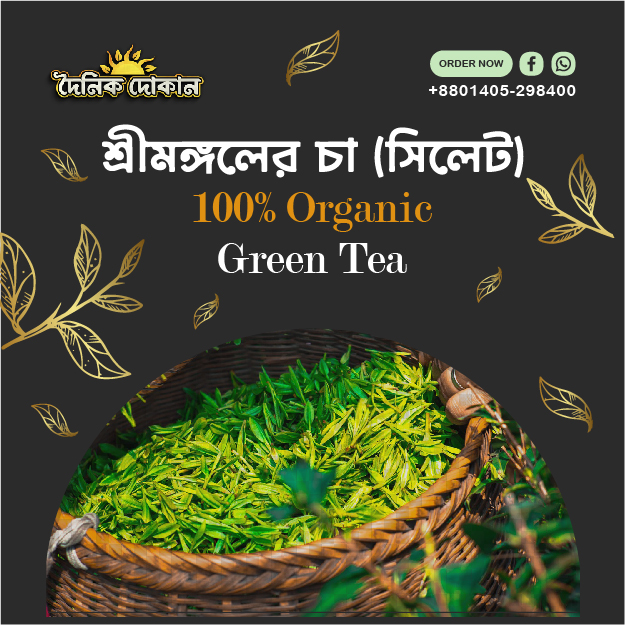 দৈনিক দোকান
ORDER NOW
+8801405-298400
শ্রীমঙ্গলের চা (সিলেট)
100% Organic
Green Tea